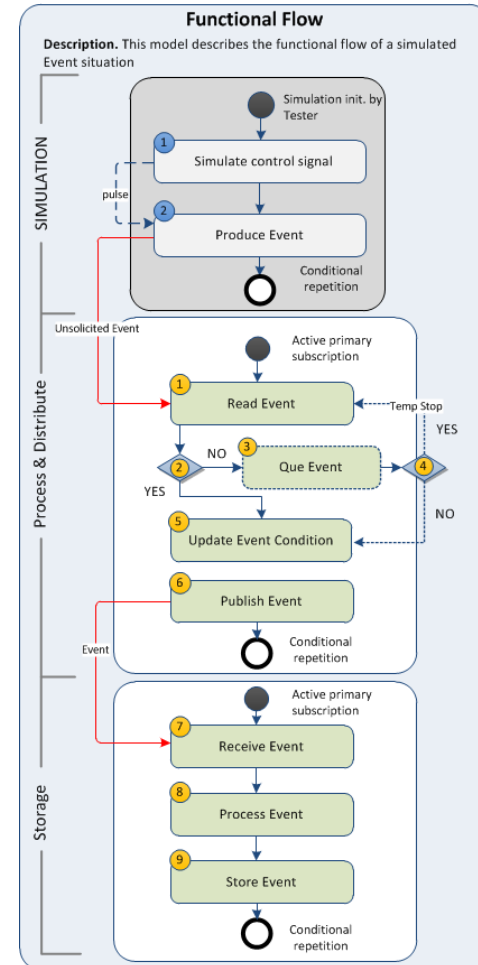 Functional Flow
Description. This model describes the functional flow of a simulated
Event situation
SIMULATION
Simulation init. by
Tester
1
Simulate control signal
pulse
2
Produce Event
Conditional
repetition
Unsolicited Event
Process & Distribute
Active primary
subscription
1
Read Event
Temp Stop
YES
2
NO
3
Que Event
4
YES
NO
5
Update Event Condition
6
Publish Event
Event
Conditional
repetition
Storage
Active primary
subscription
7
Receive Event
8
Process Event
9
Store Event
Conditional
repetition